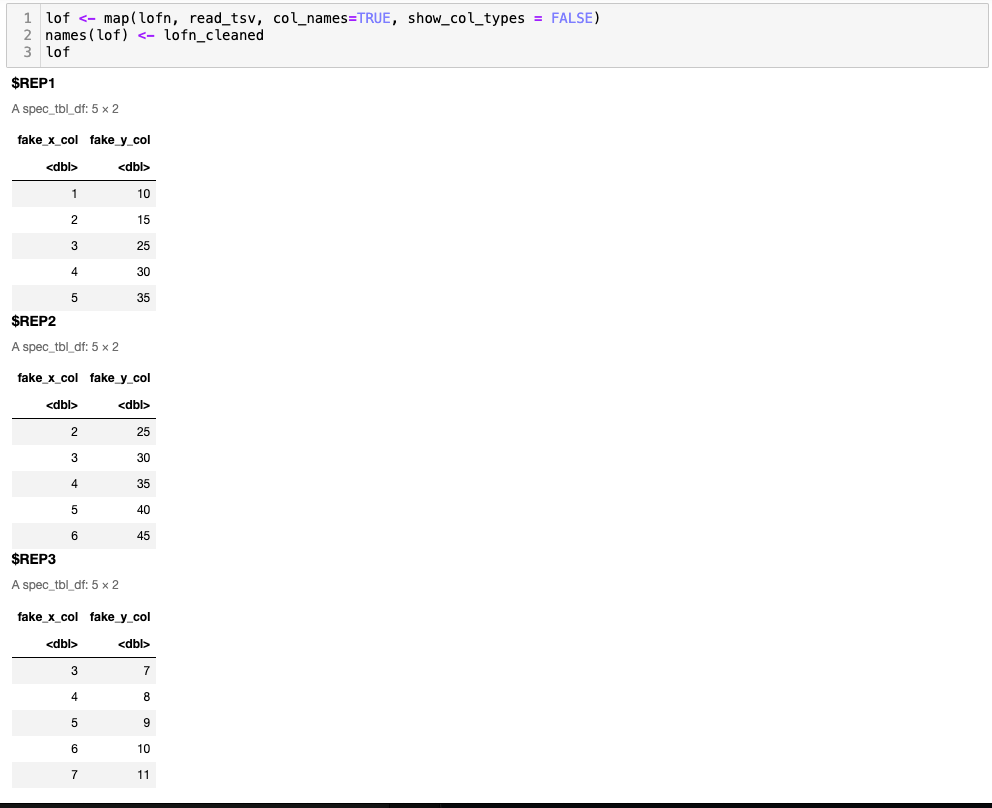 1 lof <- map(lofn, read_tsv, col_names=TRUE, show_col_types = FALSE)
2 names(lof) <- lofn_cleaned
3 lof
$REP1
A spec_tbl_df: 5 × 2
fake_x_col fake_y_col
<dbl> <dbl>
1 10
2 15
3 25
4 30
5 35
$REP2
A spec_tbl_df: 5 × 2
fake_x_col fake_y_col
<dbl> <dbl>
2 25
3 30
4 35
5 40
6 45
$REP3
A spec_tbl_df: 5 × 2
fake_x_col fake_y_col
<dbl> <dbl>
3 7
4 8
5 9
6 10
7 11